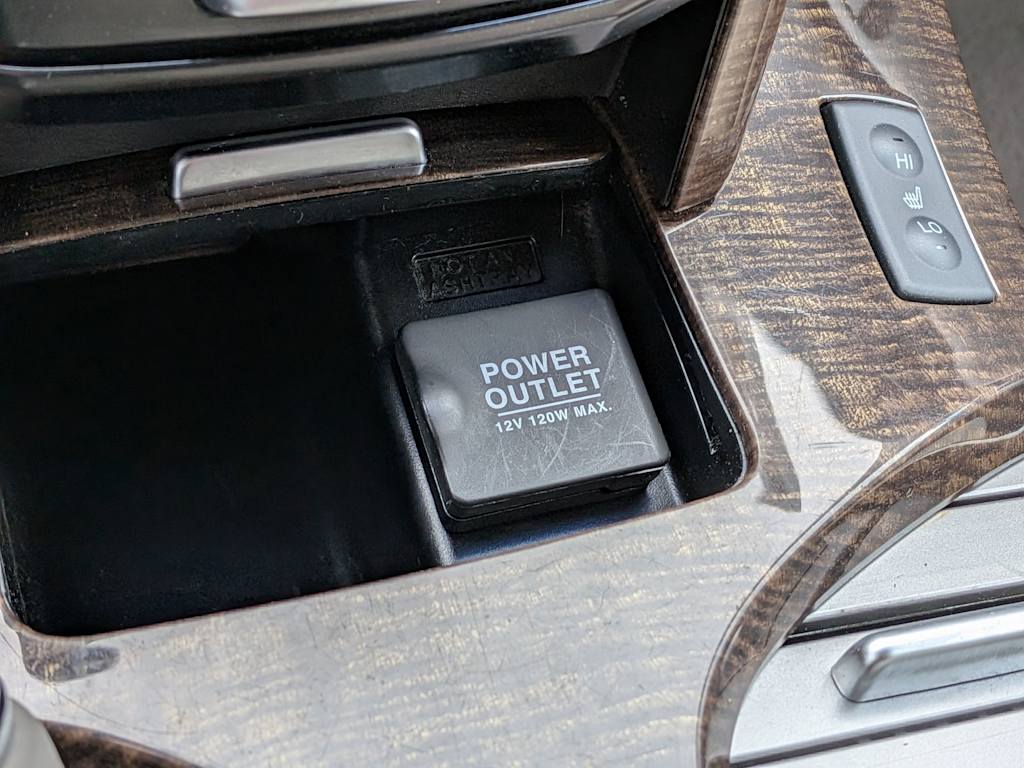 HI
LO
NOT AN
ASHTRAY
POWER
OUTLET
12V 120W MAX.